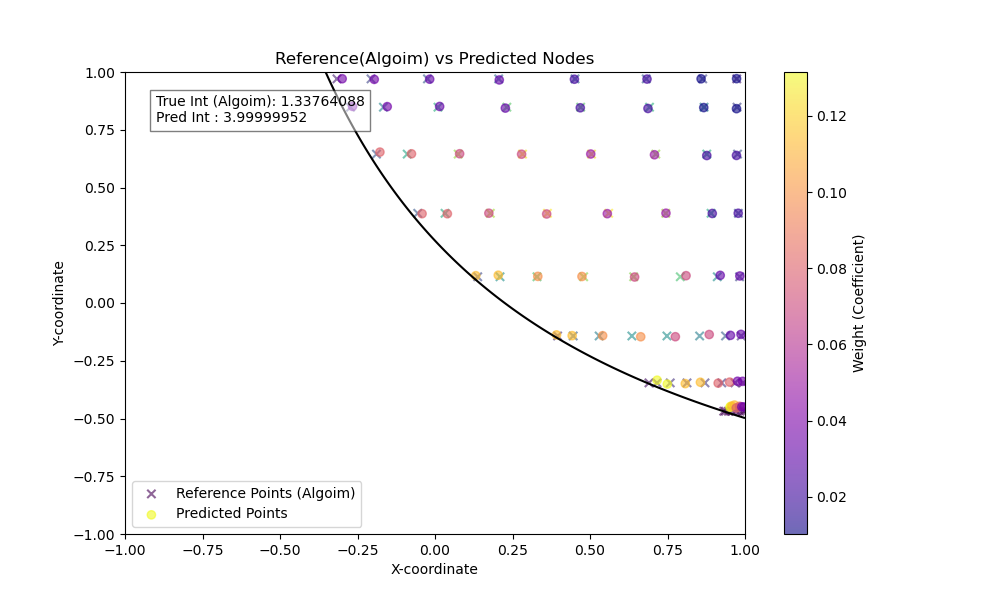 Reference(Algoim) vs Predicted Nodes
True Int (Algoim): 1.33764088
Pred Int : 3.99999952
1.00
0.75
0.50
0.25
0.00
−0.25
−0.50
−0.75
−1.00
Y-coordinate
Reference Points (Algoim)
Predicted Points
−1.00 −0.75 −0.50 −0.25 0.00 0.25 0.50 0.75 1.00
X-coordinate
0.12
0.10
0.08
0.06
0.04
0.02
Weight (Coefficient)